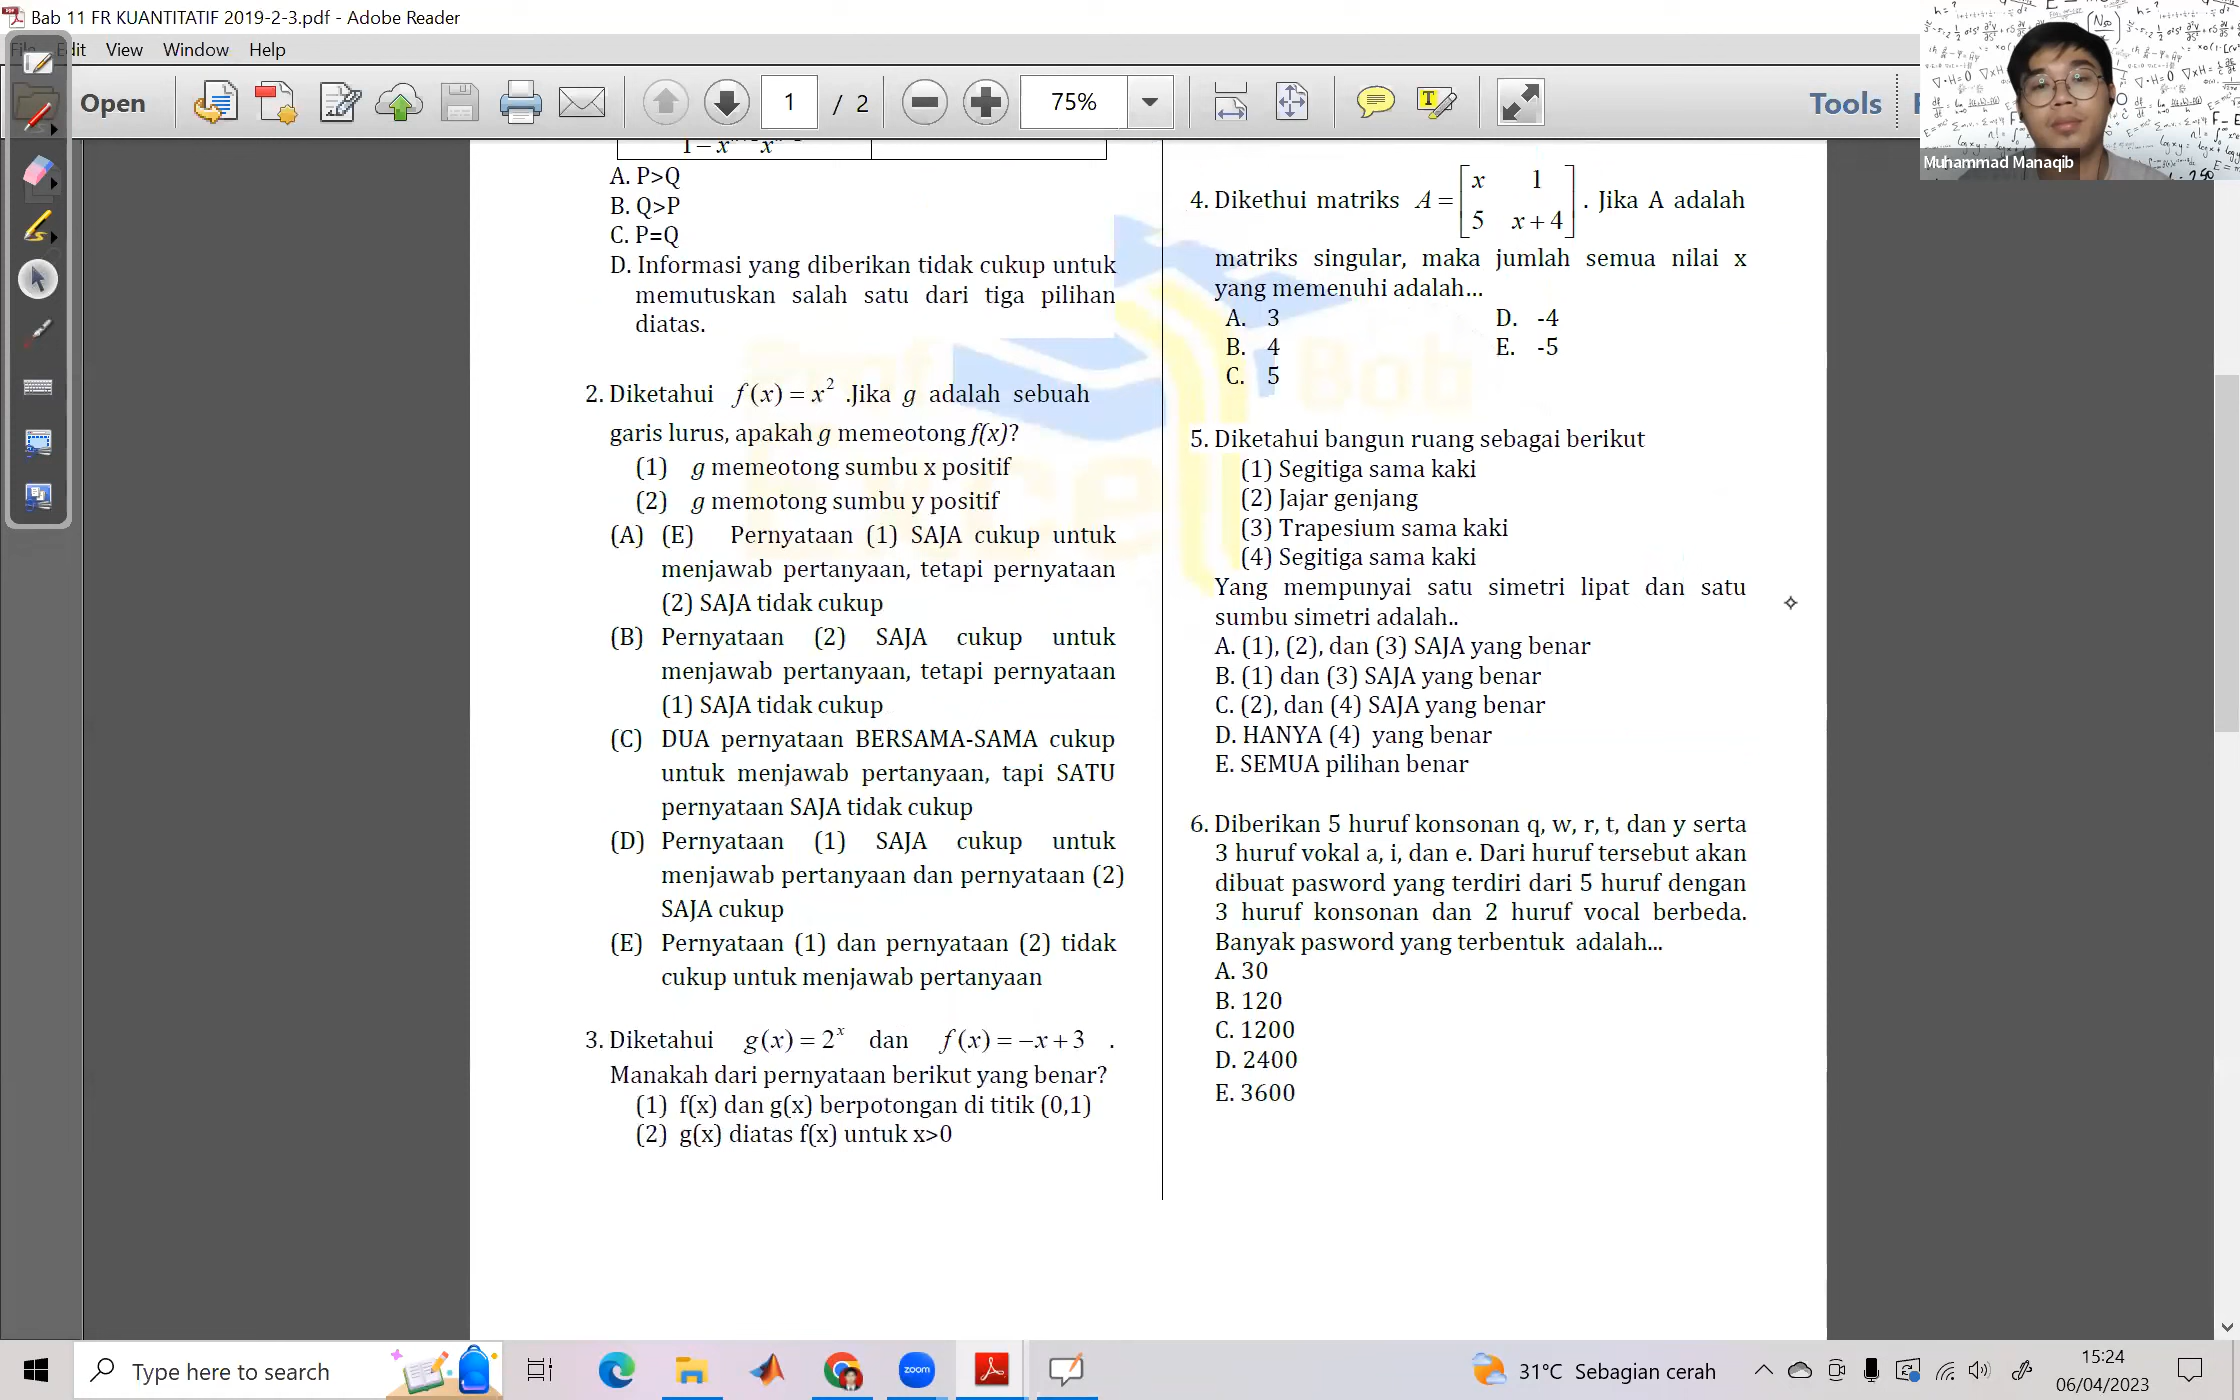 Bab 11 FR KUANTITATIF 2019-2-3.pdf - Adobe Reader
File Edit View Window Help
Open 1 / 2 75% Tools
Muhammad Manaqib
A. P>Q
B. Q>P
C. P=Q
D. Informasi yang diberikan tidak cukup untuk
memutuskan salah satu dari tiga pilihan
diatas.
2. Diketahui f(x) = x² .Jika g adalah sebuah
garis lurus, apakah g memeotong f(x)?
(1) g memeotong sumbu x positif
(2) g memotong sumbu y positif
(A) (E) Pernyataan (1) SAJA cukup untuk
menjawab pertanyaan, tetapi pernyataan
(2) SAJA tidak cukup
(B) Pernyataan (2) SAJA cukup untuk
menjawab pertanyaan, tetapi pernyataan
(1) SAJA tidak cukup
(C) DUA pernyataan BERSAMA-SAMA cukup
untuk menjawab pertanyaan, tapi SATU
pernyataan SAJA tidak cukup
(D) Pernyataan (1) SAJA cukup untuk
menjawab pertanyaan dan pernyataan (2)
SAJA cukup
(E) Pernyataan (1) dan pernyataan (2) tidak
cukup untuk menjawab pertanyaan
3. Diketahui g(x) = 2ˣ dan f(x) = −x + 3 .
Manakah dari pernyataan berikut yang benar?
(1) f(x) dan g(x) berpotongan di titik (0,1)
(2) g(x) diatas f(x) untuk x>0
4. Dikethui matriks A = [x 1; 5 x + 4] . Jika A adalah
matriks singular, maka jumlah semua nilai x
yang memenuhi adalah...
A. 3 D. -4
B. 4 E. -5
C. 5
5. Diketahui bangun ruang sebagai berikut
(1) Segitiga sama kaki
(2) Jajar genjang
(3) Trapesium sama kaki
(4) Segitiga sama kaki
Yang mempunyai satu simetri lipat dan satu
sumbu simetri adalah..
A. (1), (2), dan (3) SAJA yang benar
B. (1) dan (3) SAJA yang benar
C. (2), dan (4) SAJA yang benar
D. HANYA (4) yang benar
E. SEMUA pilihan benar
6. Diberikan 5 huruf konsonan q, w, r, t, dan y serta
3 huruf vokal a, i, dan e. Dari huruf tersebut akan
dibuat pasword yang terdiri dari 5 huruf dengan
3 huruf konsonan dan 2 huruf vocal berbeda.
Banyak pasword yang terbentuk adalah...
A. 30
B. 120
C. 1200
D. 2400
E. 3600
Prof Bob
Excel
Type here to search
zoom
31°C Sebagian cerah
15:24
06/04/2023